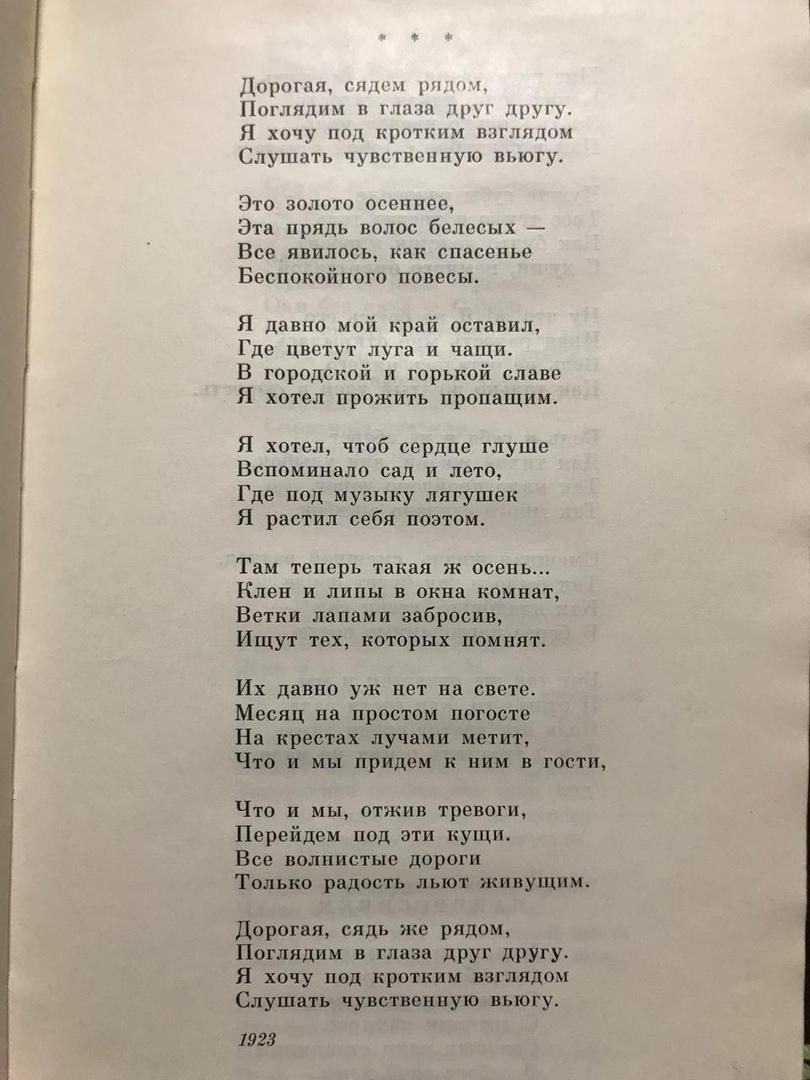 * * *
Дорогая, сядем рядом,
Поглядим в глаза друг другу.
Я хочу под кротким взглядом
Слушать чувственную вьюгу.
Это золото осеннее,
Эта прядь волос белесых —
Все явилось, как спасенье
Беспокойного повесы.
Я давно мой край оставил,
Где цветут луга и чащи.
В городской и горькой славе
Я хотел прожить пропащим.
Я хотел, чтоб сердце глуше
Вспоминало сад и лето,
Где под музыку лягушек
Я растил себя поэтом.
Там теперь такая ж осень...
Клен и липы в окна комнат,
Ветки лапами забросив,
Ищут тех, которых помнят.
Их давно уж нет на свете.
Месяц на простом погосте
На крестах лучами метит,
Что и мы придем к ним в гости,
Что и мы, отжив тревоги,
Перейдем под эти кущи.
Все волнистые дороги
Только радость льют живущим.
Дорогая, сядь же рядом,
Поглядим в глаза друг другу.
Я хочу под кротким взглядом
Слушать чувственную вьюгу.
1923